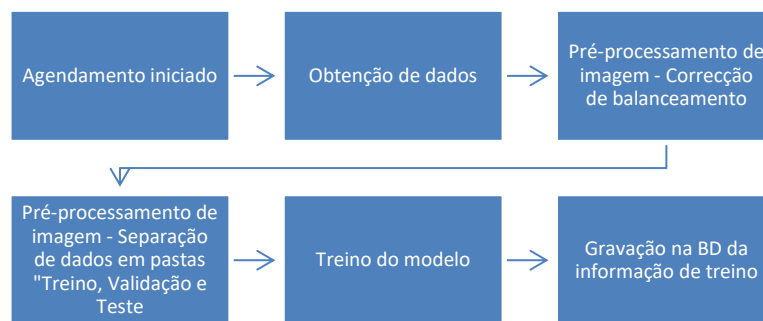 Agendamento iniciado
Obtenção de dados
Pré-processamento de
imagem - Correcção
de balanceamento
Pré-processamento de
imagem - Separação
de dados em pastas
"Treino, Validação e
Teste
Treino do modelo
Gravação na BD da
informação de treino